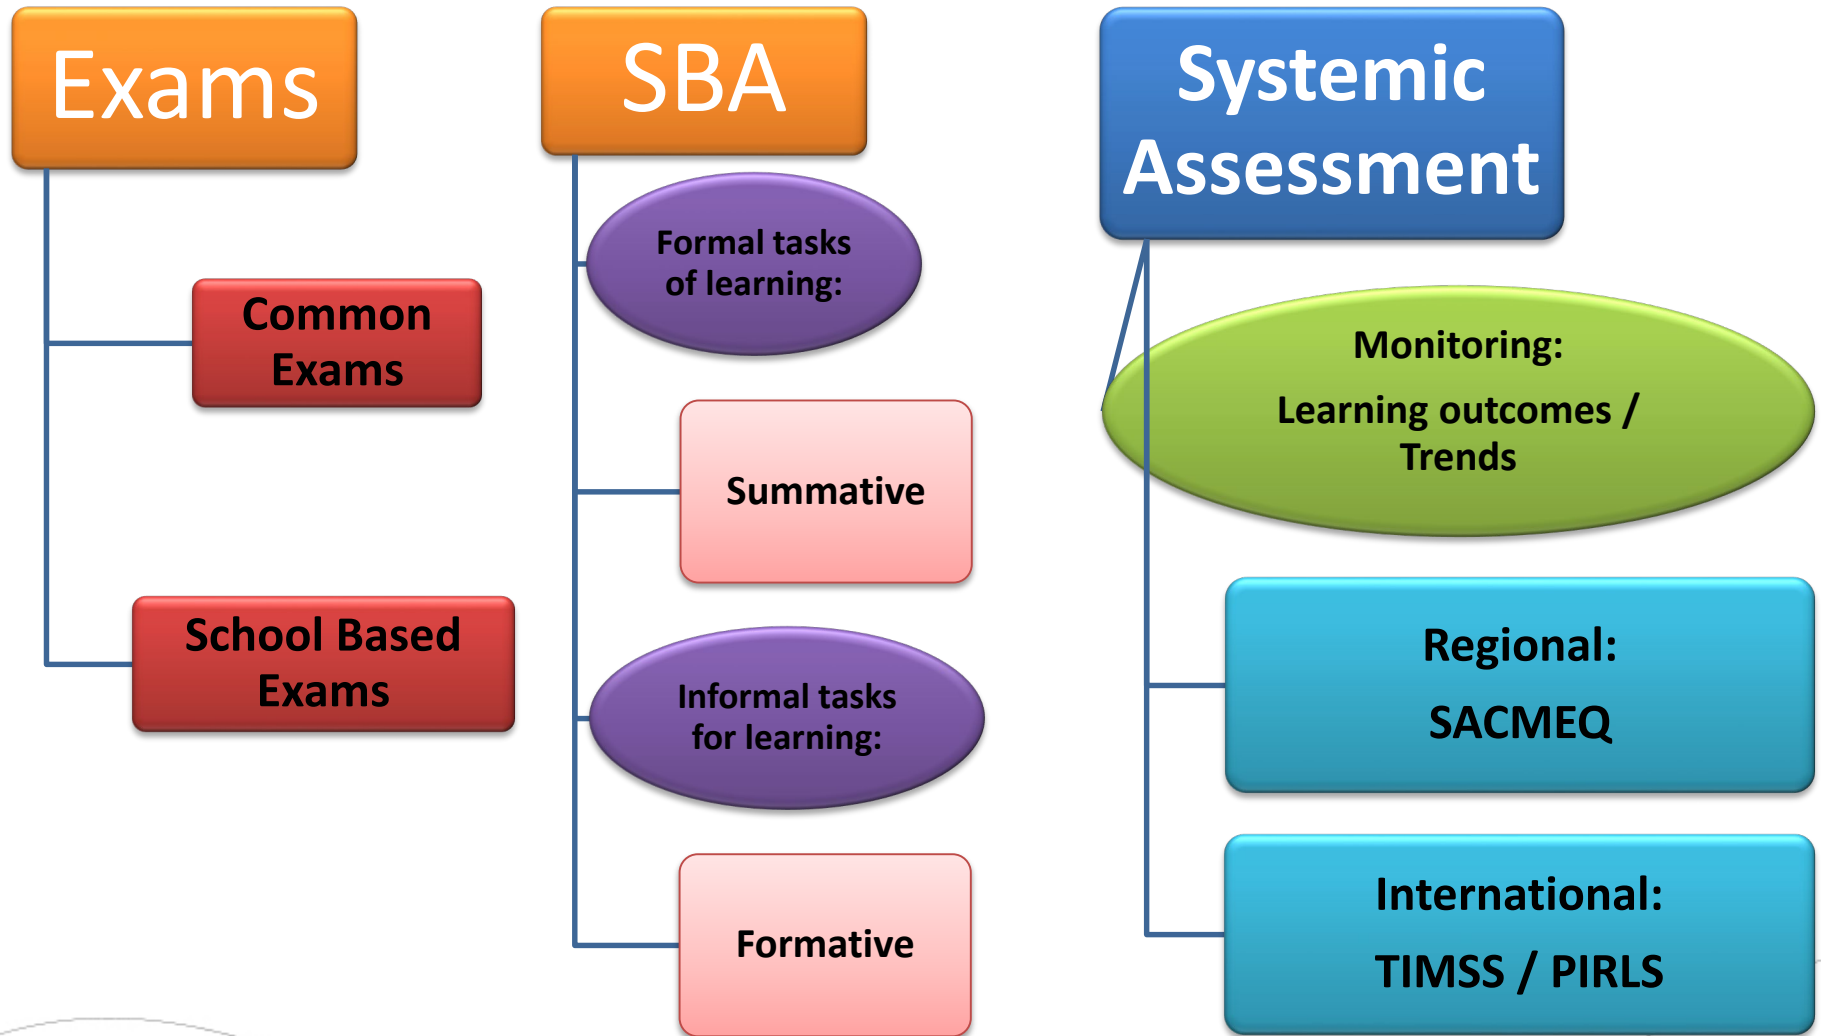 Exams
Common
Exams
School Based
Exams
SBA
Formal tasks
of learning:
Summative
Informal tasks
for learning:
Formative
Systemic
Assessment
Monitoring:
Learning outcomes /
Trends
Regional:
SACMEQ
International:
TIMSS / PIRLS